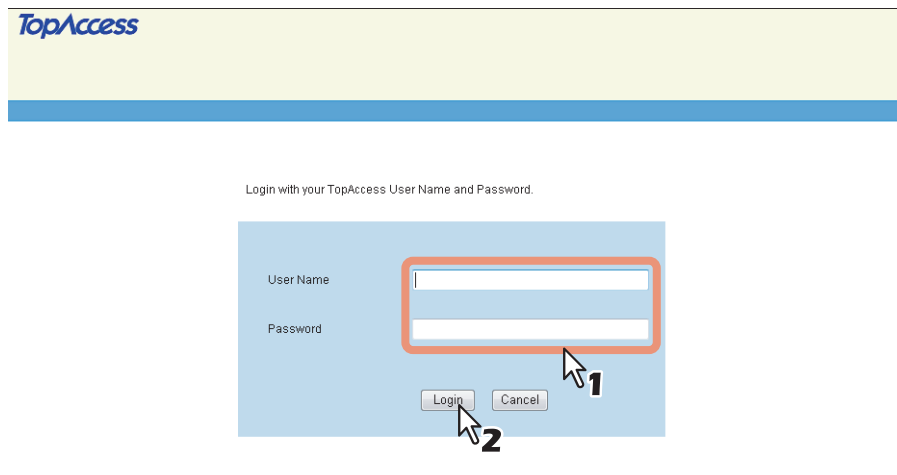 TopAccess
Login with your TopAccess User Name and Password.
User Name
Password
1
Login Cancel
2